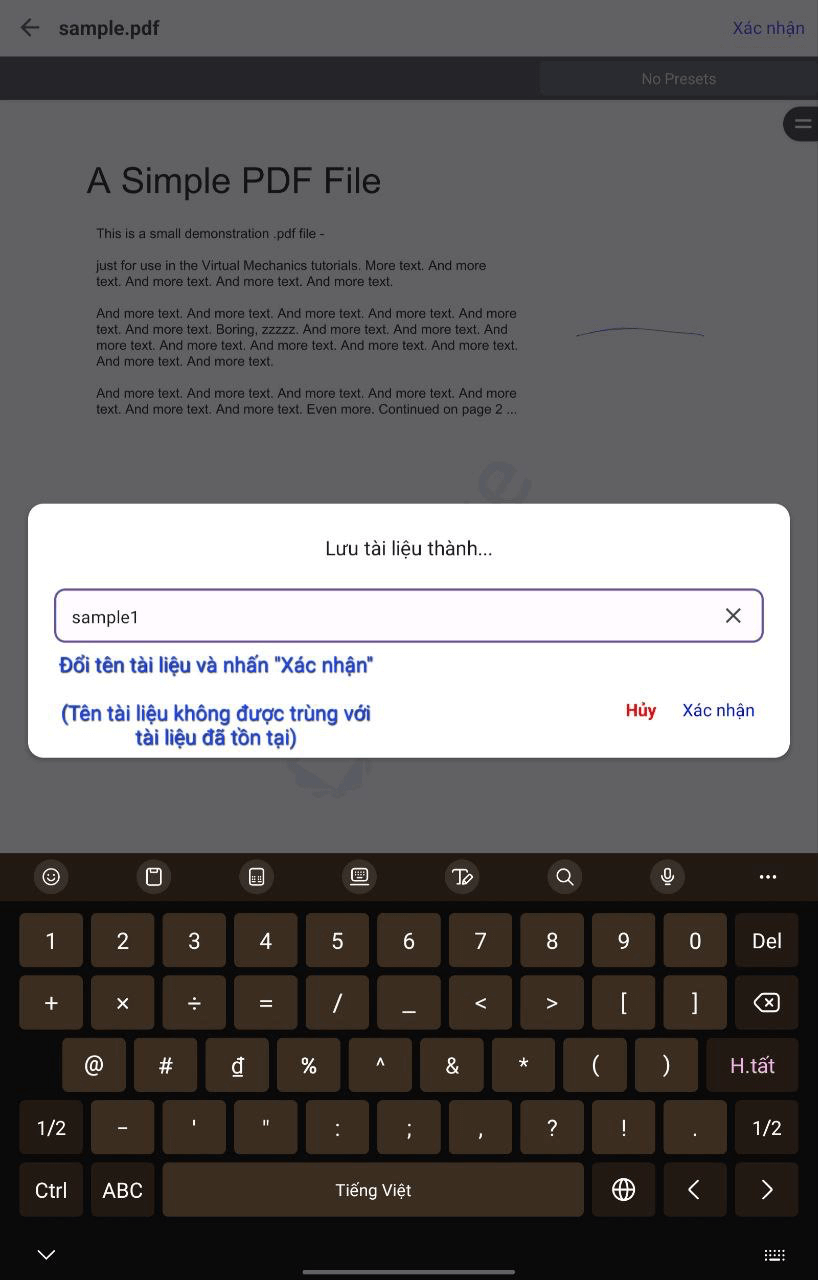 sample.pdf
Xác nhận
No Presets
A Simple PDF File
This is a small demonstration .pdf file -
just for use in the Virtual Mechanics tutorials. More text. And more
text. And more text. And more text. And more text.
And more text. And more text. And more text. And more text. And more
text. And more text. Boring, zzzzz. And more text. And more text. And
more text. And more text. And more text. And more text. And more text.
And more text. And more text.
And more text. And more text. And more text. And more text. And more
text. And more text. And more text. Even more. Continued on page 2 ...
e
Lưu tài liệu thành...
sample1
Đổi tên tài liệu và nhấn "Xác nhận"
(Tên tài liệu không được trùng với
tài liệu đã tồn tại)
Hủy Xác nhận
1 2 3 4 5 6 7 8 9 0 Del
+ × ÷ = / _ < > [ ]
@ # ₫ % ^ & * ( ) H.tất
1/2 - ' " : ; , ? ! . 1/2
Ctrl ABC Tiếng Việt < >